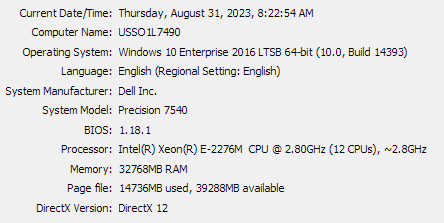 Current Date/Time: Thursday, August 31, 2023, 8:22:54 AM
Computer Name: USSO1L7490
Operating System: Windows 10 Enterprise 2016 LTSB 64-bit (10.0, Build 14393)
Language: English (Regional Setting: English)
System Manufacturer: Dell Inc.
System Model: Precision 7540
BIOS: 1.18.1
Processor: Intel(R) Xeon(R) E-2276M CPU @ 2.80GHz (12 CPUs), ~2.8GHz
Memory: 32768MB RAM
Page file: 14736MB used, 39288MB available
DirectX Version: DirectX 12